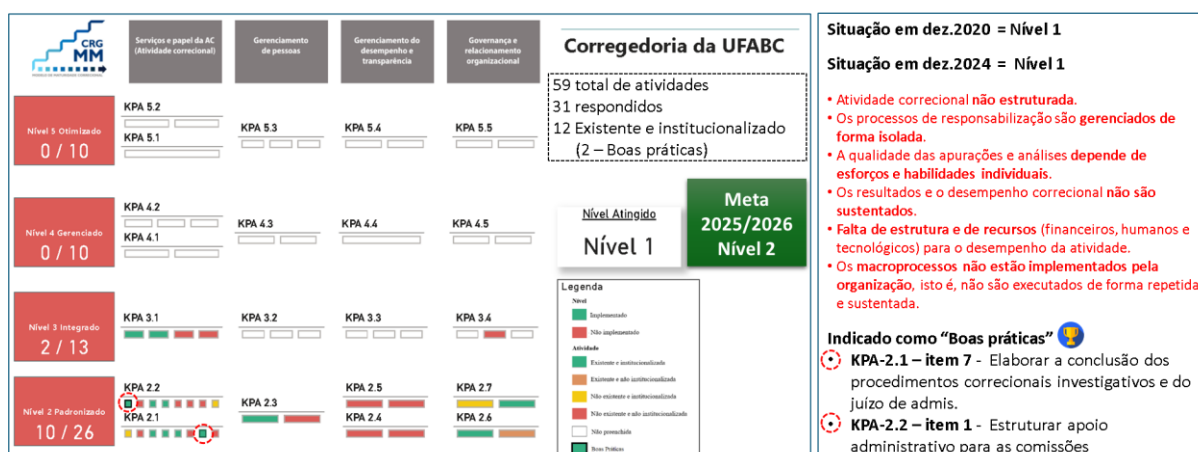 CRG
MM
Serviços e papel da AC
(Atividade correcional)
Gerenciamento
de pessoas
Gerenciamento do
desempenho e
transparência
Governança e
relacionamento
organizacional
Nível 5 Otimizado
0 / 10
KPA 5.2
KPA 5.1
KPA 5.3
KPA 5.4
KPA 5.5
Nível 4 Gerenciado
0 / 10
KPA 4.2
KPA 4.1
KPA 4.3
KPA 4.4
KPA 4.5
Nível 3 Integrado
2 / 13
KPA 3.1
KPA 3.2
KPA 3.3
KPA 3.4
Nível 2 Padronizado
10 / 26
KPA 2.2
KPA 2.1
KPA 2.3
KPA 2.5
KPA 2.4
KPA 2.7
KPA 2.6
Corregedoria da UFABC
59 total de atividades
31 respondidos
12 Existente e institucionalizado
(2 – Boas práticas)
Nível Atingido
Nível 1
Meta
2025/2026
Nível 2
Legenda
Nível
Implementado
Não implementado
Atividade
Existente e institucionalizada
Existente e não institucionalizada
Não existente e institucionalizada
Não existente e não institucionalizada
Não preenchida
Boas Práticas
Situação em dez.2020 = Nível 1
Situação em dez.2024 = Nível 1
• Atividade correcional não estruturada.
• Os processos de responsabilização são gerenciados de
forma isolada.
• A qualidade das apurações e análises depende de
esforços e habilidades individuais.
• Os resultados e o desempenho correcional não são
sustentados.
• Falta de estrutura e de recursos (financeiros, humanos e
tecnológicos) para o desempenho da atividade.
• Os macroprocessos não estão implementados pela
organização, isto é, não são executados de forma repetida
e sustentada.
Indicado como “Boas práticas”
• KPA-2.1 – item 7 - Elaborar a conclusão dos
procedimentos correcionais investigativos e do
juízo de admis.
• KPA-2.2 – item 1 - Estruturar apoio
administrativo para as comissões